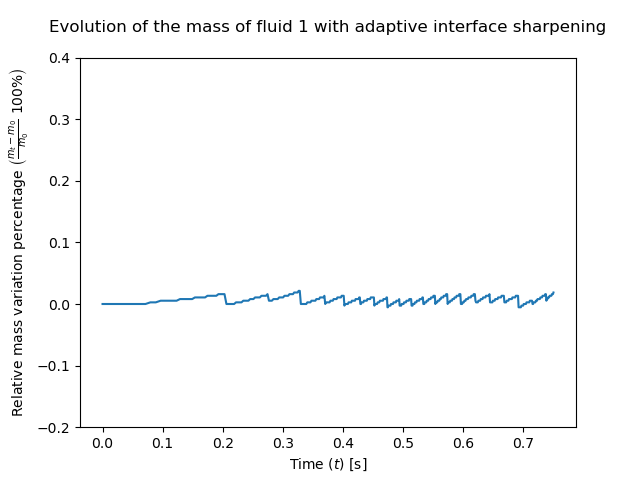 Evolution of the mass of fluid 1 with adaptive interface sharpening
Relative mass variation percentage (\frac{m_t - m_0}{m_0} 100%)
0.4
0.3
0.2
0.1
0.0
−0.1
−0.2
0.0 0.1 0.2 0.3 0.4 0.5 0.6 0.7
Time (t) [s]